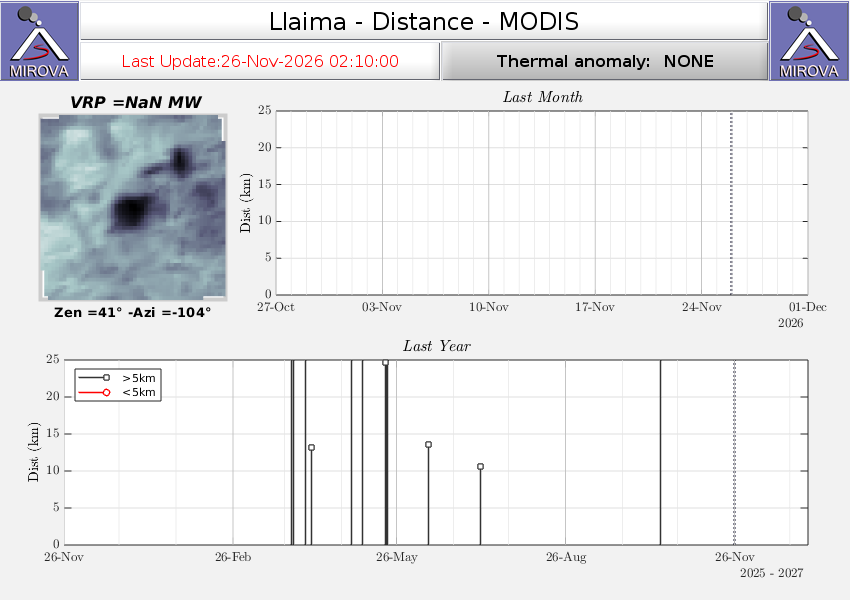 Llaima - Distance - MODIS
MIROVA
Last Update:26-Nov-2026 02:10:00
Thermal anomaly: NONE
MIROVA
VRP =NaN MW
Zen =41° -Azi =-104°
Last Month
Dist (km)
25
20
15
10
5
0
27-Oct 03-Nov 10-Nov 17-Nov 24-Nov 01-Dec
2026
Last Year
Dist (km)
25
20
15
10
5
0
>5km
<5km
26-Nov 26-Feb 26-May 26-Aug 26-Nov
2025 - 2027